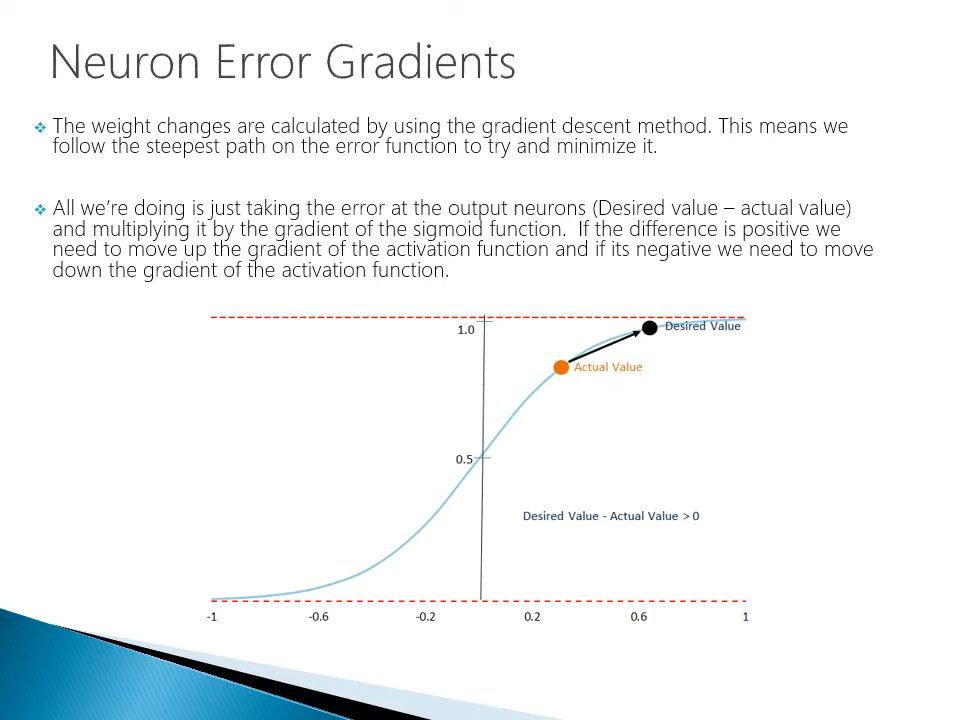 Neuron Error Gradients
The weight changes are calculated by using the gradient descent method. This means we
follow the steepest path on the error function to try and minimize it.
All we're doing is just taking the error at the output neurons (Desired value – actual value)
and multiplying it by the gradient of the sigmoid function.  If the difference is positive we
need to move up the gradient of the activation function and if its negative we need to move
down the gradient of the activation function.
1.0
Desired Value
Actual Value
0.5
Desired Value - Actual Value > 0
-1 -0.6 -0.2 0.2 0.6 1